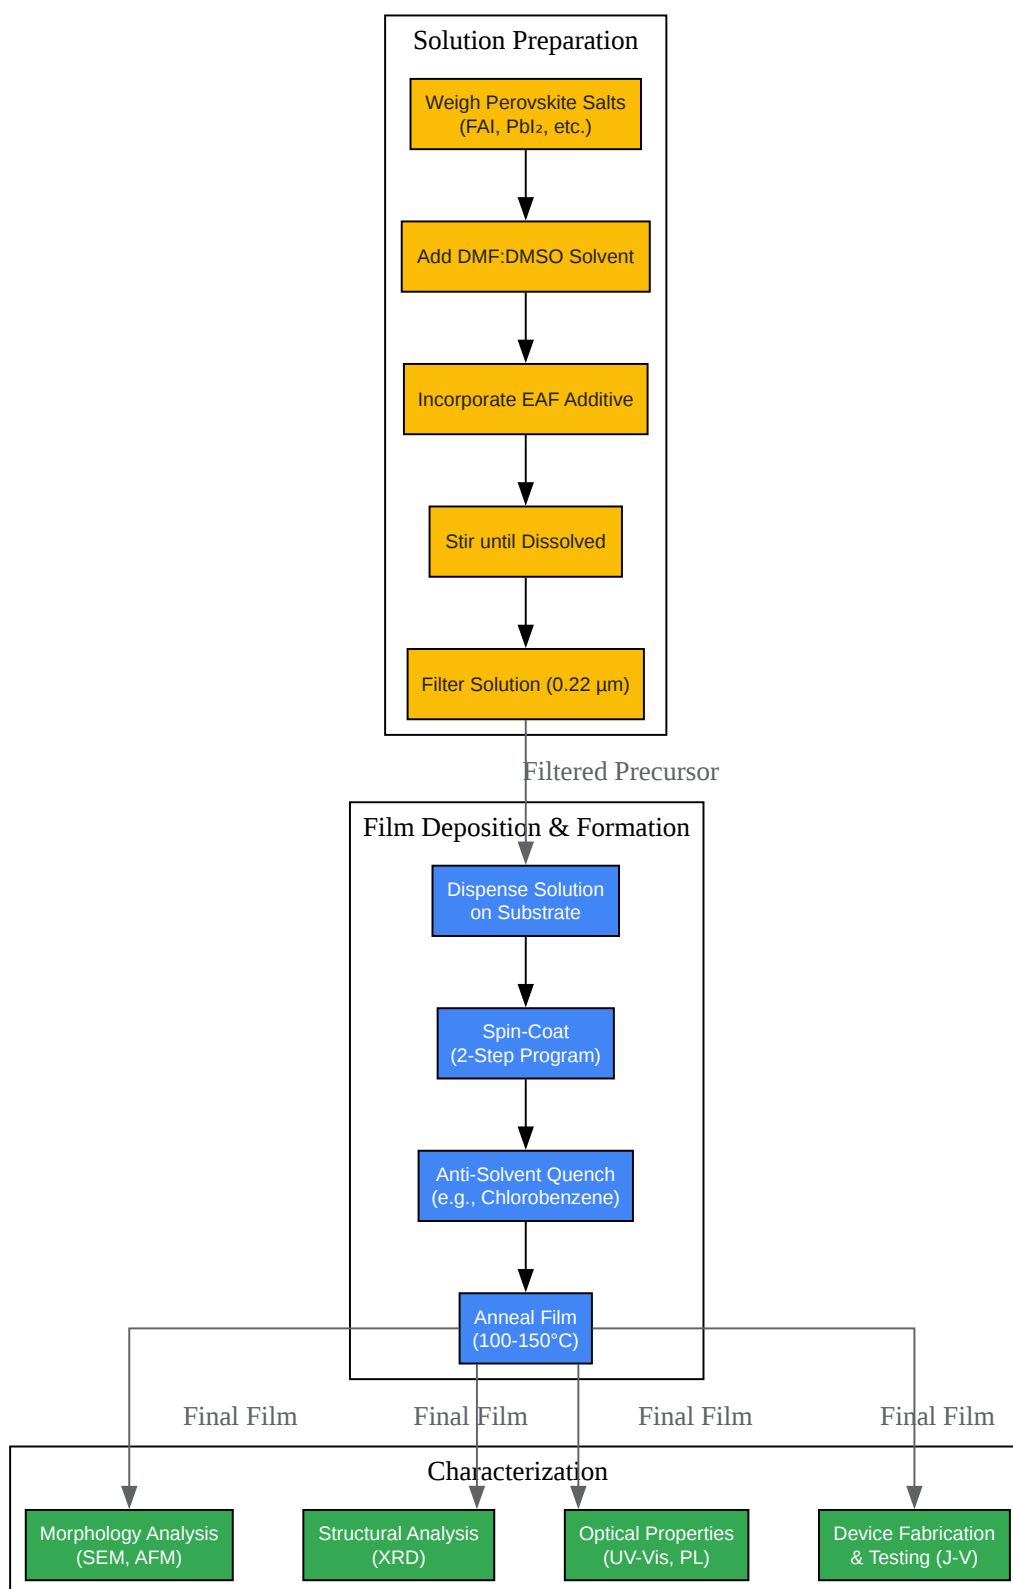 Solution Preparation
Weigh Perovskite Salts
(FAI, PbI₂, etc.)
Add DMF:DMSO Solvent
Incorporate EAF Additive
Stir until Dissolved
Filter Solution (0.22 µm)
Filtered Precursor
Film Deposition & Formation
Dispense Solution
on Substrate
Spin-Coat
(2-Step Program)
Anti-Solvent Quench
(e.g., Chlorobenzene)
Anneal Film
(100-150°C)
Final Film
Final Film
Final Film
Final Film
Characterization
Morphology Analysis
(SEM, AFM)
Structural Analysis
(XRD)
Optical Properties
(UV-Vis, PL)
Device Fabrication
& Testing (J-V)